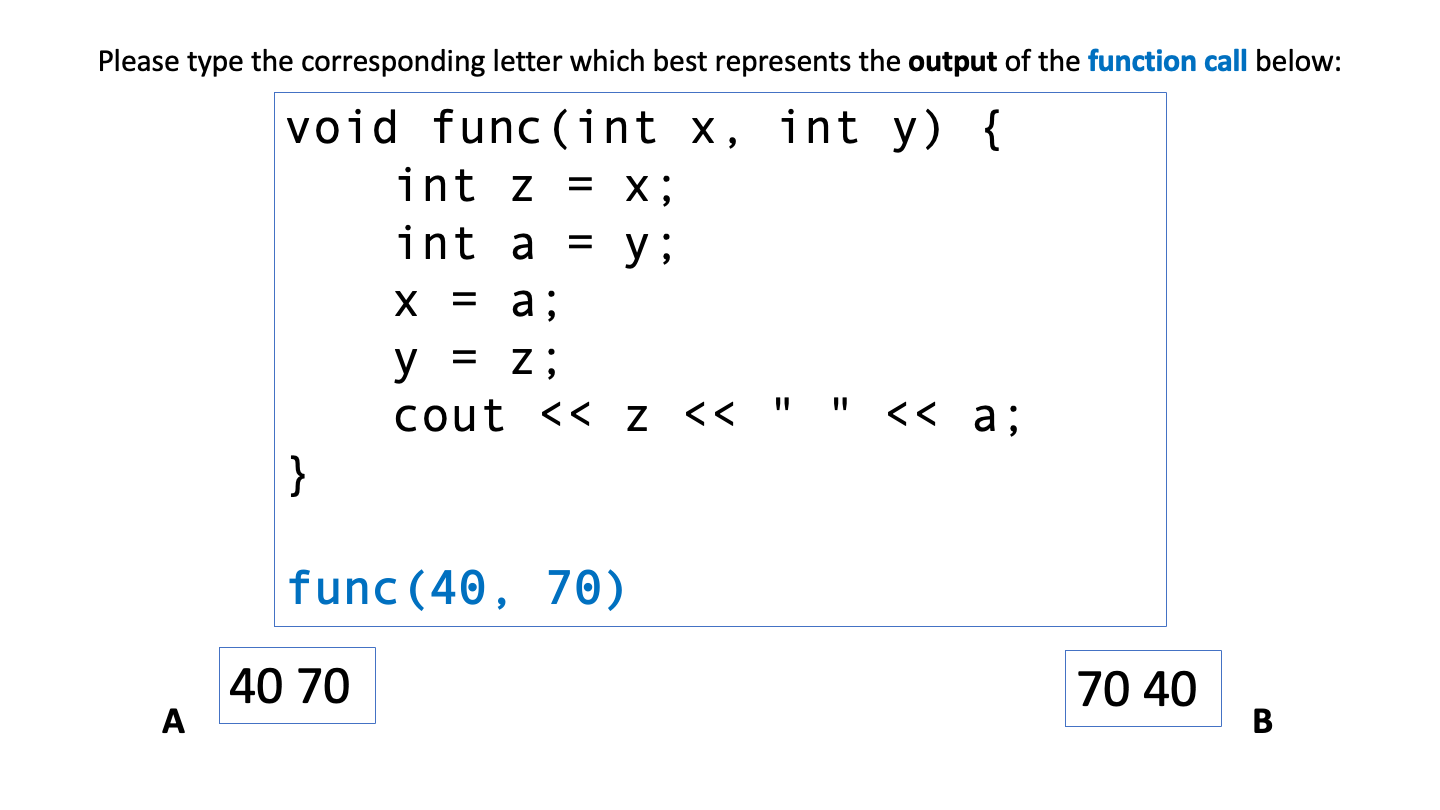 Please type the corresponding letter which best represents the output of the function call below:
void func(int x, int y) {
    int z = x;
    int a = y;
    x = a;
    y = z;
    cout << z << " " << a;
}
func(40, 70)
40 70
70 40
A
B